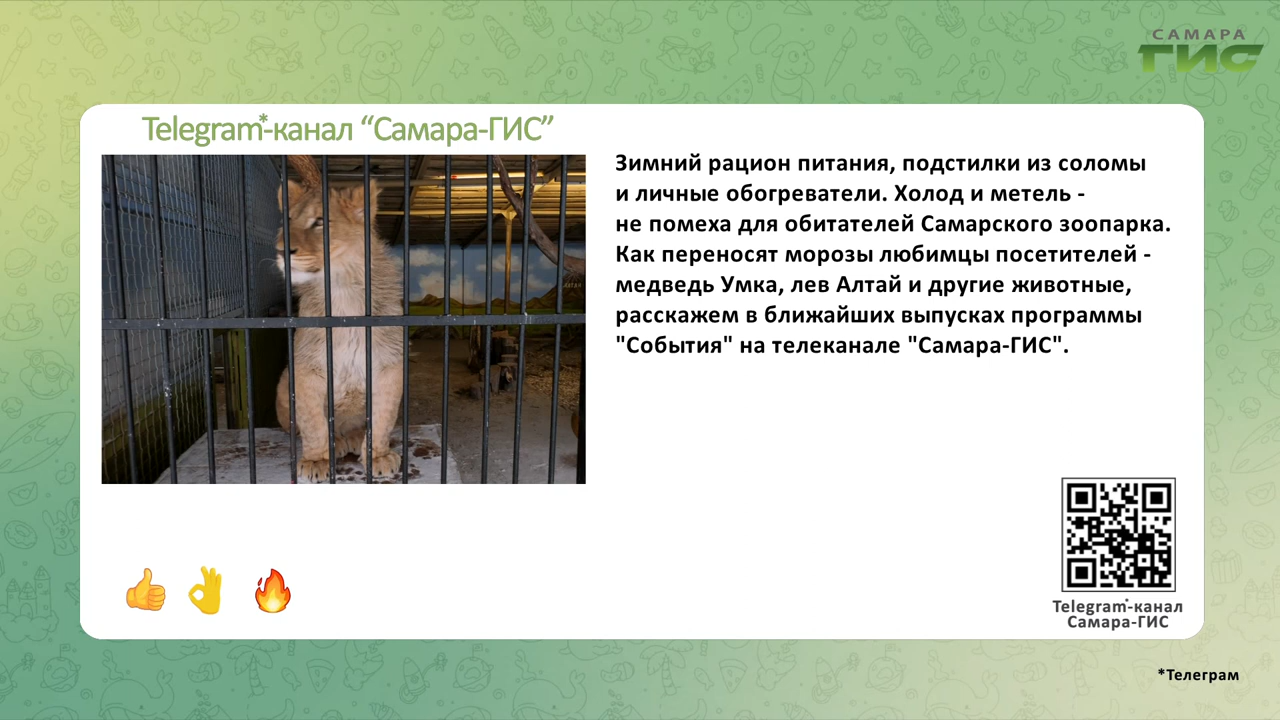 САМАРА
ГИС
Telegram*-канал “Самара-ГИС”
Зимний рацион питания, подстилки из соломы
и личные обогреватели. Холод и метель -
не помеха для обитателей Самарского зоопарка.
Как переносят морозы любимцы посетителей -
медведь Умка, лев Алтай и другие животные,
расскажем в ближайших выпусках программы
"События" на телеканале "Самара-ГИС".
Telegram*-канал
Самара-ГИС
*Телеграм